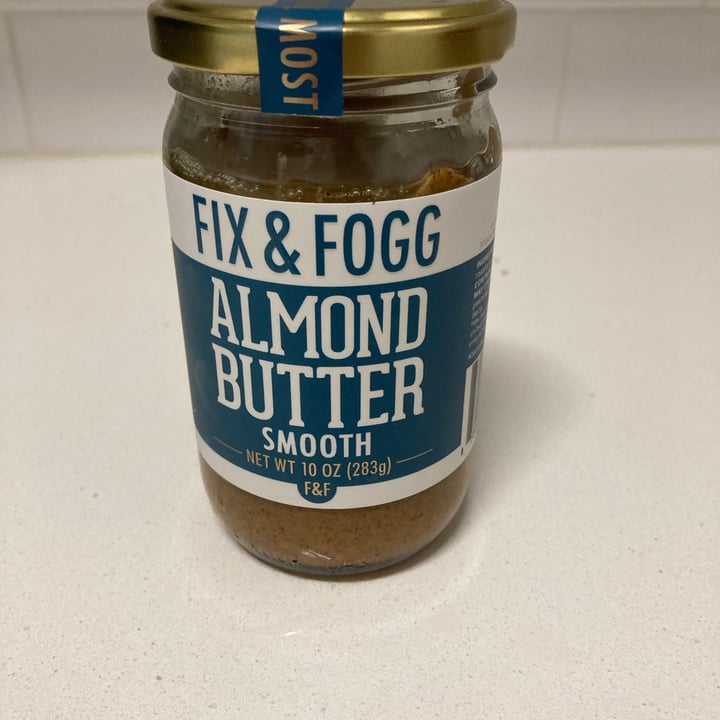 MOST
FIX & FOGG
ALMOND
BUTTER
SMOOTH
NET WT 10 OZ (283g)
F&F